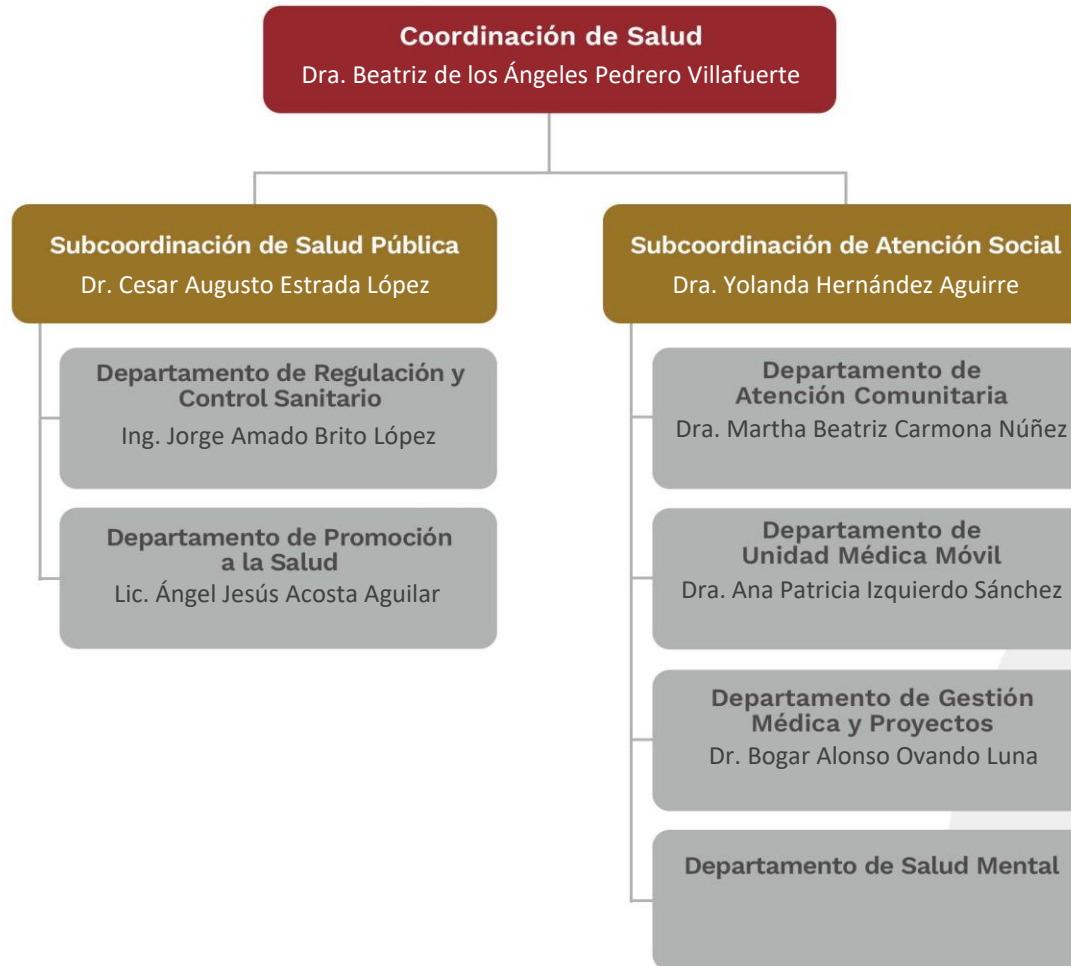 Coordinación de Salud
Dra. Beatriz de los Ángeles Pedrero Villafuerte
Subcoordinación de Salud Pública
Dr. Cesar Augusto Estrada López
Departamento de Regulación y
Control Sanitario
Ing. Jorge Amado Brito López
Departamento de Promoción
a la Salud
Lic. Ángel Jesús Acosta Aguilar
Subcoordinación de Atención Social
Dra. Yolanda Hernández Aguirre
Departamento de
Atención Comunitaria
Dra. Martha Beatriz Carmona Núñez
Departamento de
Unidad Médica Móvil
Dra. Ana Patricia Izquierdo Sánchez
Departamento de Gestión
Médica y Proyectos
Dr. Bogar Alonso Ovando Luna
Departamento de Salud Mental